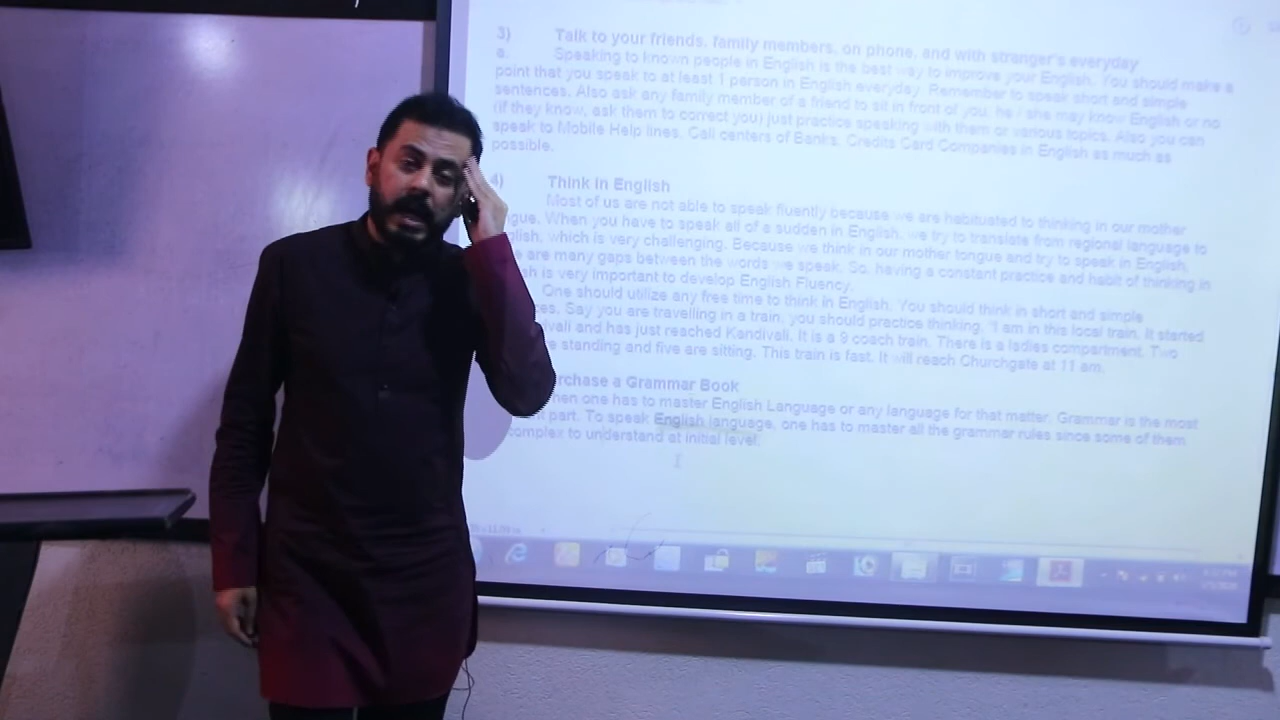 3) Talk to your friends, family members, on phone, and with stranger's everyday
a. Speaking to known people in English is the best way to improve your English. You should make a
point that you speak to at least 1 person in English everyday. Remember to speak short and simple
sentences. Also ask any family member of a friend to sit in front of you, he / she may know English or no
(if they know, ask them to correct you) just practice speaking with them or various topics. Also you can
speak to Mobile Help lines, Call centers of Banks, Credits Card Companies in English as much as
possible.
4) Think in English
Most of us are not able to speak fluently because we are habituated to thinking in our mother
ngue. When you have to speak all of a sudden in English, we try to translate from regional language to
glish, which is very challenging. Because we think in our mother tongue and try to speak in English,
e are many gaps between the words we speak. So, having a constant practice and habit of thinking in
sh is very important to develop English Fluency.
One should utilize any free time to think in English. You should think in short and simple
ces. Say you are travelling in a train, you should practice thinking, "I am in this local train. It started
ivali and has just reached Kandivali. It is a 9 coach train. There is a ladies compartment. Two
e standing and five are sitting. This train is fast. It will reach Churchgate at 11 am.
rchase a Grammar Book
hen one has to master English Language or any language for that matter, Grammar is the most
nt part. To speak English language, one has to master all the grammar rules since some of them
complex to understand at initial level.